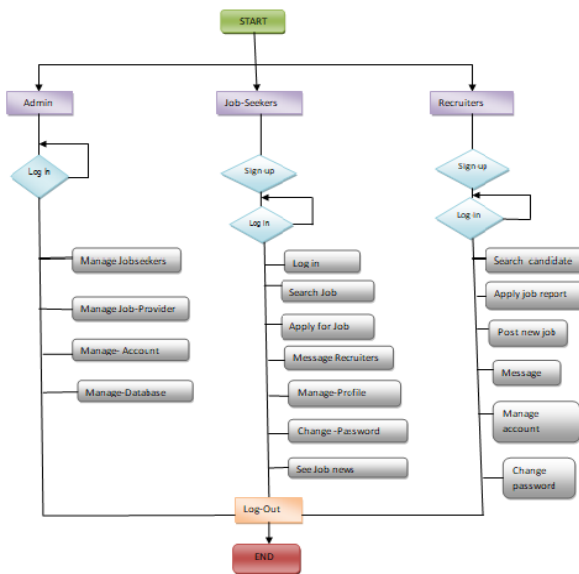 START
Admin
Job-Seekers
Recruiters
Log in
Sign-up
Log in
Sign-up
Log-in
Manage Jobseekers
Manage Job-Provider
Manage- Account
Manage-Database
Log in
Search Job
Apply for Job
Message Recruiters
Manage-Profile
Change -Password
See Job news
Search candidate
Apply job report
Post new job
Message
Manage
account
Change
password
Log-Out
END